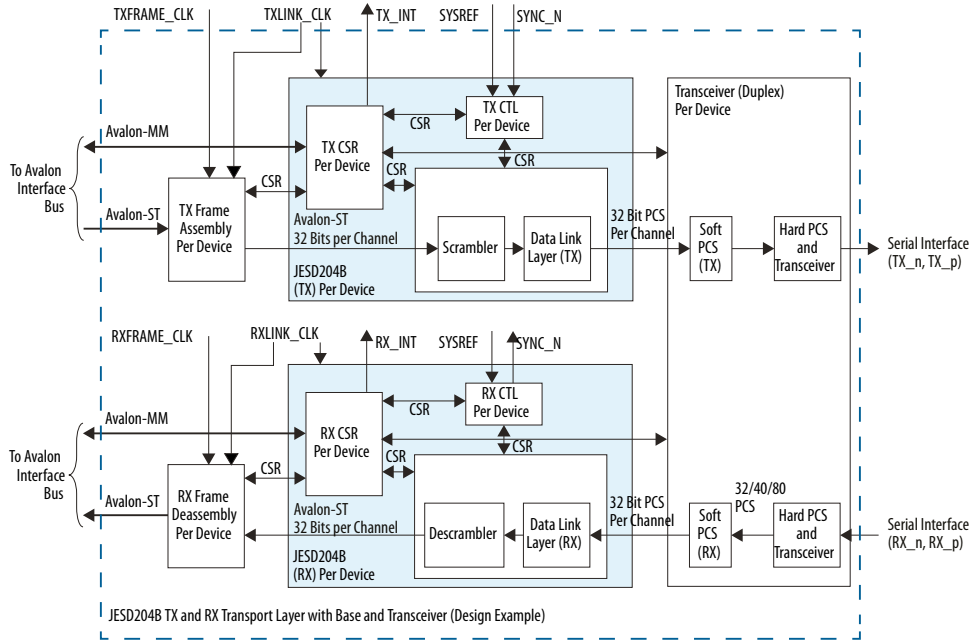 TXFRAME_CLK
TXLINK_CLK
TX_INT
SYSREF
SYNC_N
Transceiver (Duplex)
Per Device
TX CTL
Per Device
CSR
TX CSR
Per Device
Avalon-MM
CSR
To Avalon
Interface
Bus
CSR
CSR
Avalon-ST
TX Frame
Assembly
Per Device
Avalon-ST
32 Bits per Channel
Scrambler
Data Link
Layer (TX)
32 Bit PCS
Per Channel
Soft
PCS
(TX)
Hard PCS
and
Transceiver
Serial Interface
(TX_n, TX_p)
JESD204B
(TX) Per Device
RXFRAME_CLK
RXLINK_CLK
RX_INT
SYSREF
SYNC_N
RX CTL
Per Device
CSR
RX CSR
Per Device
Avalon-MM
CSR
To Avalon
Interface
Bus
CSR
CSR
Avalon-ST
RX Frame
Deassembly
Per Device
Avalon-ST
32 Bits per Channel
Descrambler
Data Link
Layer (RX)
32 Bit PCS
Per Channel
Soft
PCS
(RX)
32/40/80
PCS
Hard PCS
and
Transceiver
Serial Interface
(RX_n, RX_p)
JESD204B
(RX) Per Device
JESD204B TX and RX Transport Layer with Base and Transceiver (Design Example)